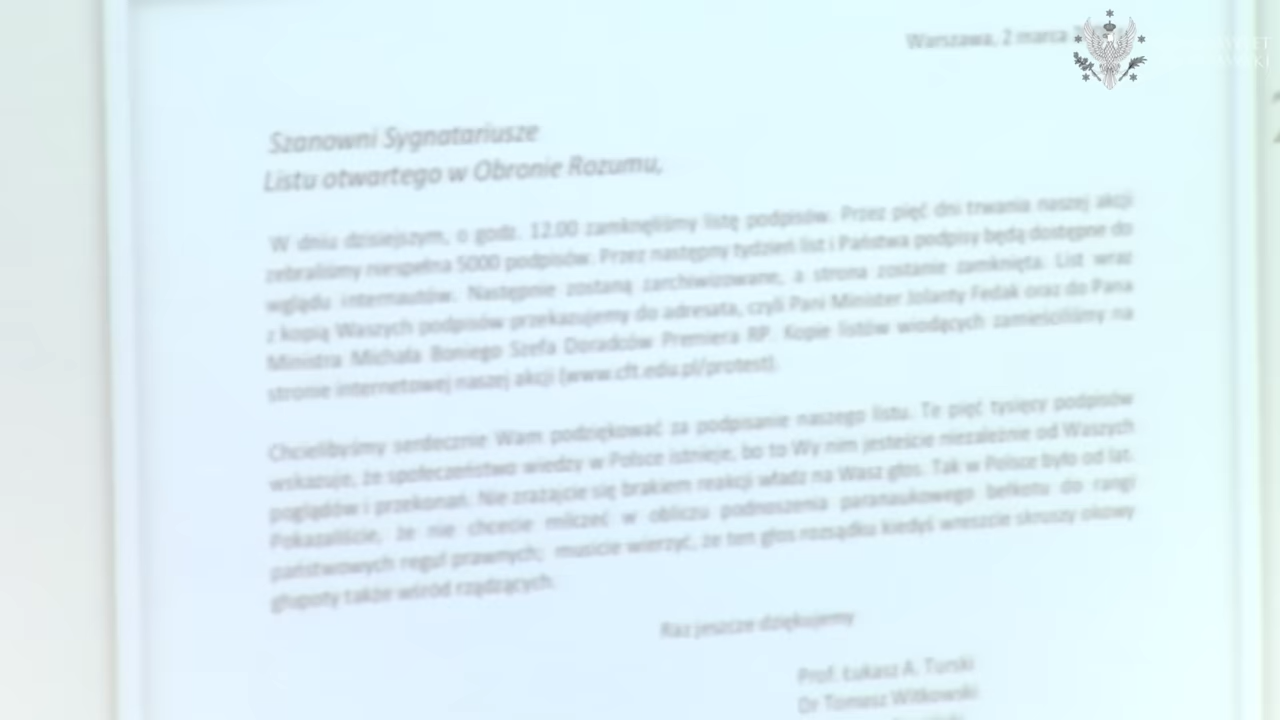 Warszawa, 2 marca
Szanowni Sygnatariusze
Listu otwartego w Obronie Rozumu,
W dniu dzisiejszym, o godz. 12.00 zamknęliśmy listę podpisów. Przez pięć dni trwania naszej akcji
zebraliśmy niespełna 5000 podpisów. Przez następny tydzień list i Państwa podpisy będą dostępne do
wglądu internautów. Następnie zostaną zarchiwizowane, a strona zostanie zamknięta. List wraz
z kopią Waszych podpisów przekazujemy do adresata, czyli Pani Minister Jolanty Fedak oraz do Pana
Ministra Michała Boniego Szefa Doradców Premiera RP. Kopie listów wiodących zamieściliśmy na
stronie internetowej naszej akcji (www.cft.edu.pl/protest).
Chcielibyśmy serdecznie Wam podziękować za podpisanie naszego listu. Te pięć tysięcy podpisów
wskazuje, że społeczeństwo wiedzy w Polsce istnieje, bo to Wy nim jesteście niezależnie od Waszych
poglądów i przekonań. Nie zrażajcie się brakiem reakcji władz na Wasz głos. Tak w Polsce było od lat.
Pokazaliście, że nie chcecie milczeć w obliczu podnoszenia paranaukowego bełkotu do rangi
państwowych reguł prawnych; musicie wierzyć, że ten głos rozsądku kiedyś wreszcie skruszy okowy
głupoty także wśród rządzących.
Raz jeszcze dziękujemy
Prof. Łukasz A. Turski
Dr Tomasz Witkowski